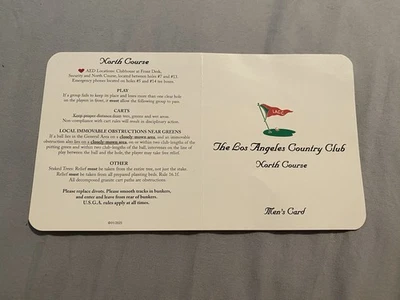 North Course
AED Locations: Clubhouse at Front Desk,
Security and North Course, located between holes #7 and #12
Emergency phones located on holes #5 and #14 tee boxes.
PLAY
If a group fails to keep its place and loses more than one clear hole
on the players in front, it must allow the following group to pass.
CARTS
Keep proper distance from tees, greens and two areas.
Non-compliance with cart rules will result in disciplinary action.
LOCAL IMMOVABLE OBSTRUCTIONS NEAR GREENS
If a ball lies in the General Area on a closely mown area, and an immovable
obstruction also lies on a closely mown area, on or within two club-lengths of the
putting green and within two club-lengths of the ball, intervenes on the line of
play between the ball and the hole, the player may take free relief.
OTHER
Naked Trees: Relief must be taken from the entire tree, not just the stake.
Relief must be taken from all prepared planting beds. Rule 16.1f
All decomposed granite cart paths are obstructions
Please replace divots. Please smooth tracks in bunkers,
and enter and leave from rear of bunkers.
U.S.G.A. rules apply at all times.
LACC
The Los Angeles Country Club
North Course
Men's Card